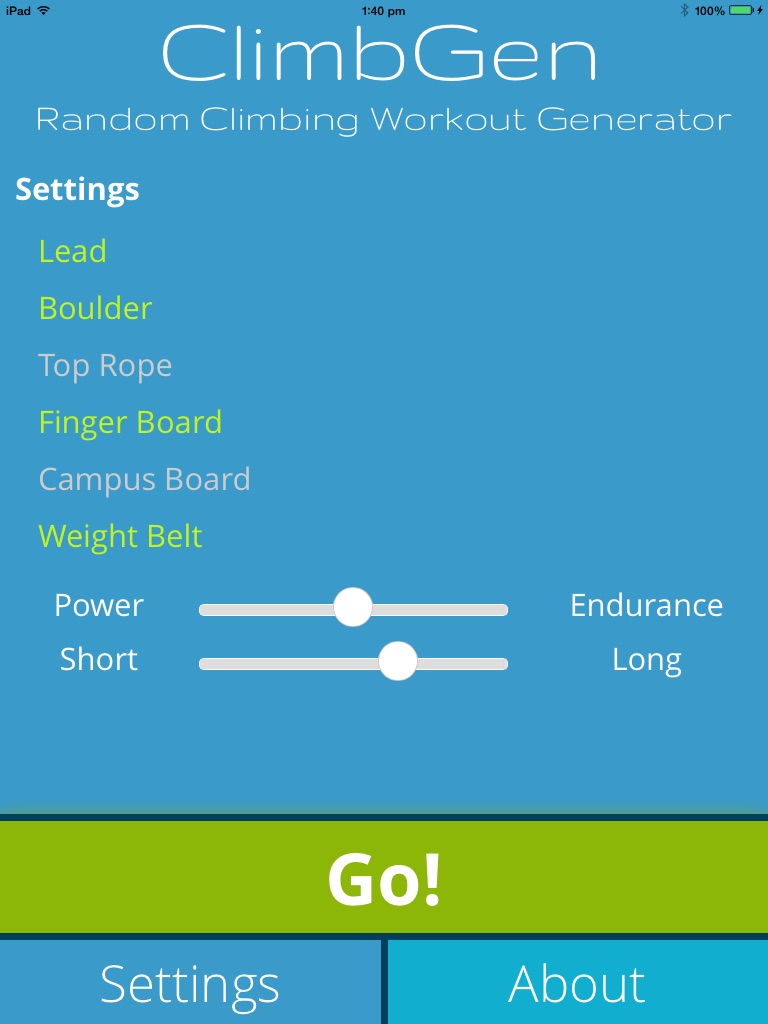 iPad 1:40 pm 100%
ClimbGen
Random Climbing Workout Generator
Settings
Lead
Boulder
Top Rope
Finger Board
Campus Board
Weight Belt
Power Endurance
Short Long
Go!
Settings About